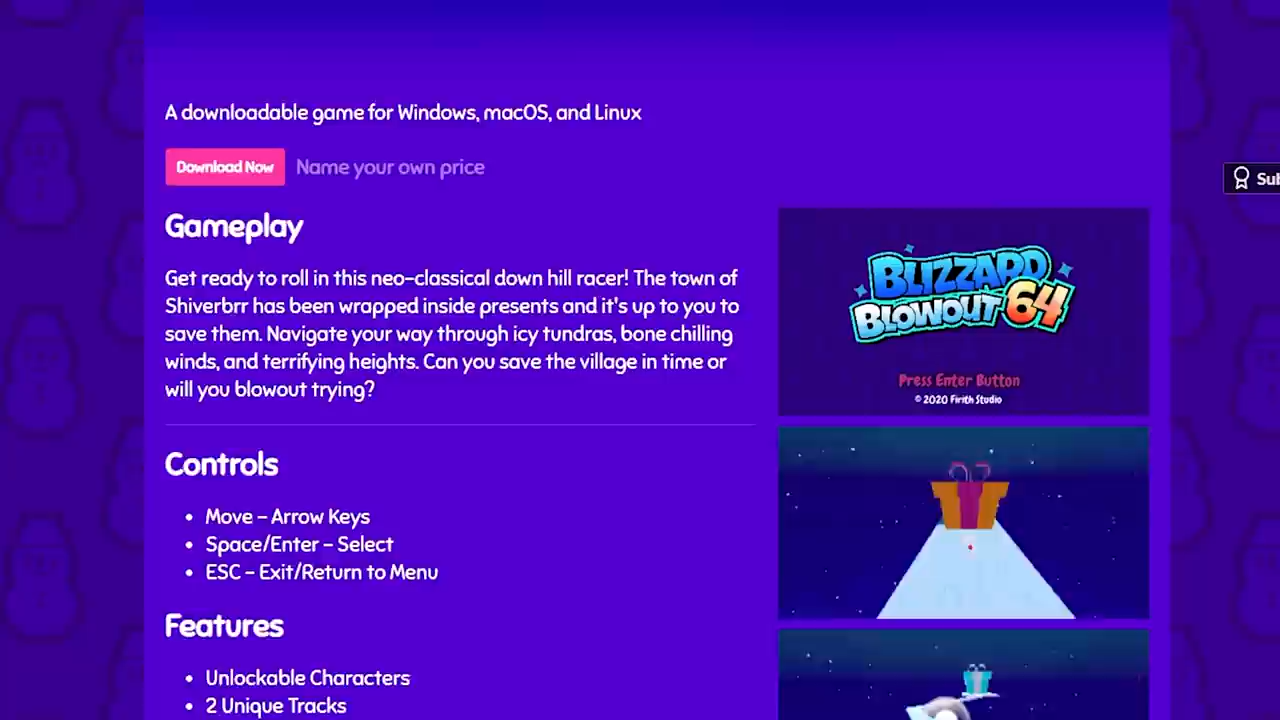 A downloadable game for Windows, macOS, and Linux
Download Now Name your own price
Gameplay
Get ready to roll in this neo-classical down hill racer! The town of
Shiverbrr has been wrapped inside presents and it's up to you to
save them. Navigate your way through icy tundras, bone chilling
winds, and terrifying heights. Can you save the village in time or
will you blowout trying?
Controls
• Move – Arrow Keys
• Space/Enter – Select
• ESC – Exit/Return to Menu
Features
• Unlockable Characters
• 2 Unique Tracks
BLIZZARD
BLOWOUT 64
Press Enter Button
© 2020 Firith Studio